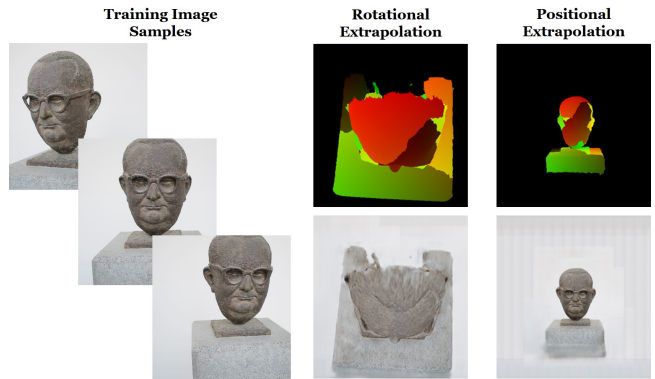 Training Image
Samples
Rotational
Extrapolation
Positional
Extrapolation